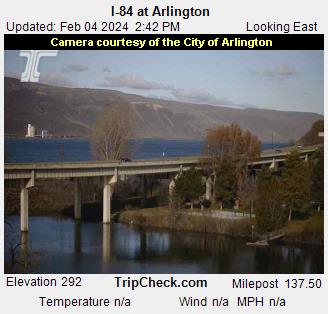 I-84 at Arlington
Updated: Feb 04 2024 2:42 PM Looking East
Camera courtesy of the City of Arlington
Elevation 292 TripCheck.com Milepost 137.50
Temperature n/a Wind n/a MPH n/a